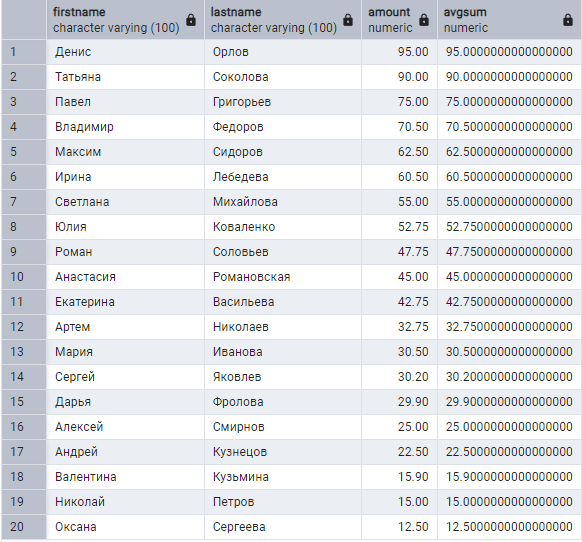 firstname lastname amount avgsum
character varying (100) character varying (100) numeric numeric
1 Денис Орлов 95.00 95.0000000000000000
2 Татьяна Соколова 90.00 90.0000000000000000
3 Павел Григорьев 75.00 75.0000000000000000
4 Владимир Федоров 70.50 70.5000000000000000
5 Максим Сидоров 62.50 62.5000000000000000
6 Ирина Лебедева 60.50 60.5000000000000000
7 Светлана Михайлова 55.00 55.0000000000000000
8 Юлия Коваленко 52.75 52.7500000000000000
9 Роман Соловьев 47.75 47.7500000000000000
10 Анастасия Романовская 45.00 45.0000000000000000
11 Екатерина Васильева 42.75 42.7500000000000000
12 Артем Николаев 32.75 32.7500000000000000
13 Мария Иванова 30.50 30.5000000000000000
14 Сергей Яковлев 30.20 30.2000000000000000
15 Дарья Фролова 29.90 29.9000000000000000
16 Алексей Смирнов 25.00 25.0000000000000000
17 Андрей Кузнецов 22.50 22.5000000000000000
18 Валентина Кузьмина 15.90 15.9000000000000000
19 Николай Петров 15.00 15.0000000000000000
20 Оксана Сергеева 12.50 12.5000000000000000